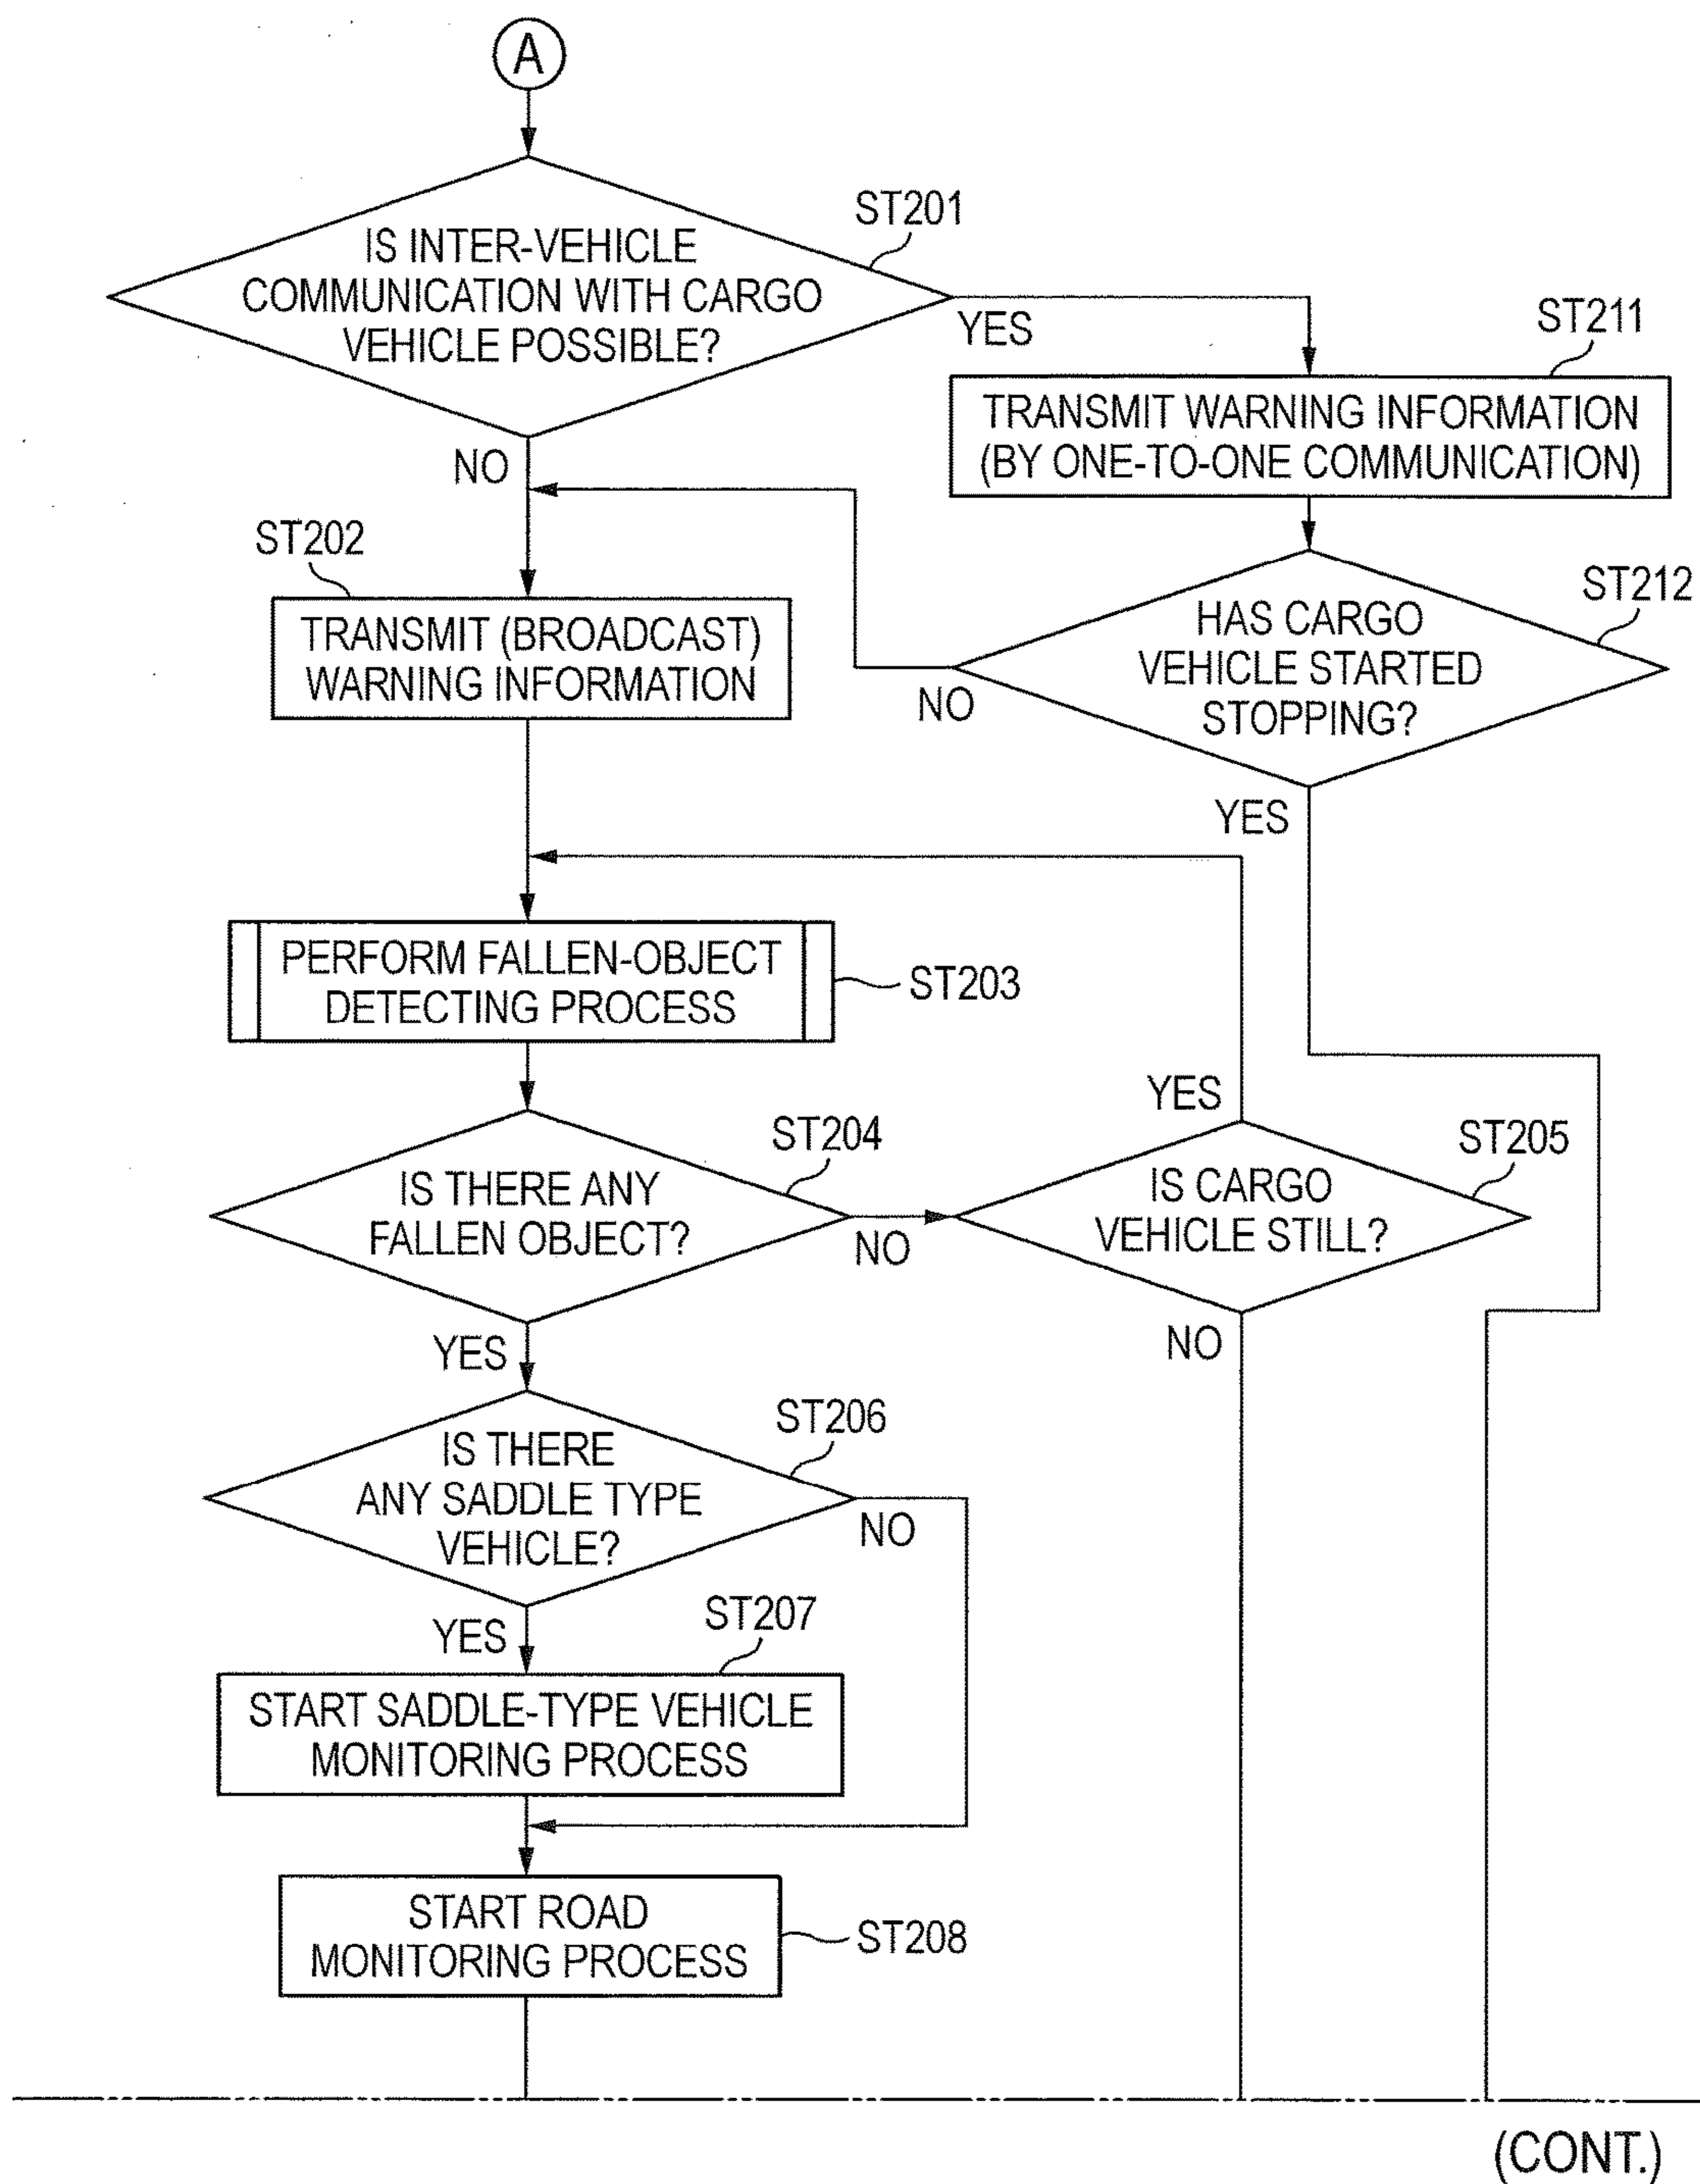 A
ST201
IS INTER-VEHICLE
COMMUNICATION WITH CARGO
VEHICLE POSSIBLE?
YES
NO
ST211
TRANSMIT WARNING INFORMATION
(BY ONE-TO-ONE COMMUNICATION)
ST202
TRANSMIT (BROADCAST)
WARNING INFORMATION
ST212
HAS CARGO
VEHICLE STARTED
STOPPING?
NO
YES
PERFORM FALLEN-OBJECT
DETECTING PROCESS
ST203
ST204
IS THERE ANY
FALLEN OBJECT?
NO
YES
YES
ST205
IS CARGO
VEHICLE STILL?
NO
ST206
IS THERE
ANY SADDLE TYPE
VEHICLE?
NO
YES
ST207
START SADDLE-TYPE VEHICLE
MONITORING PROCESS
START ROAD
MONITORING PROCESS
ST208
(CONT.)